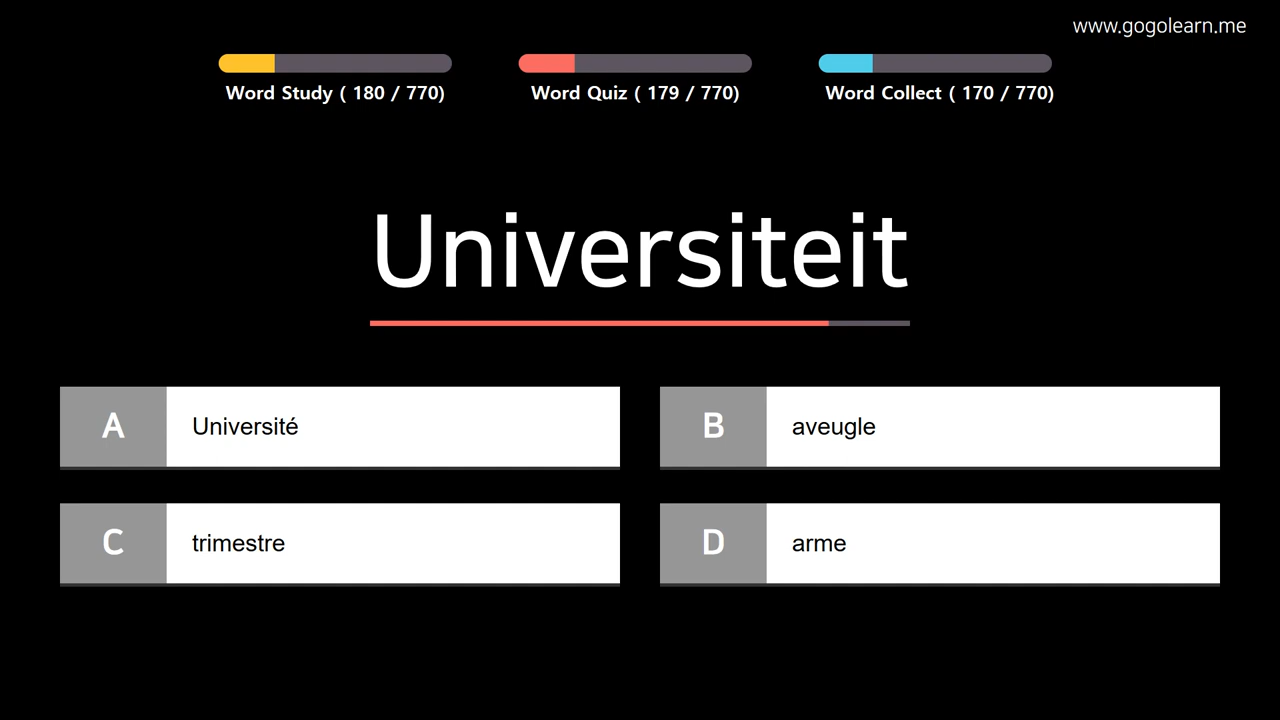 www.gogolearn.me
Word Study ( 180 / 770)
Word Quiz ( 179 / 770)
Word Collect ( 170 / 770)
Universiteit
A
Université
B
aveugle
C
trimestre
D
arme